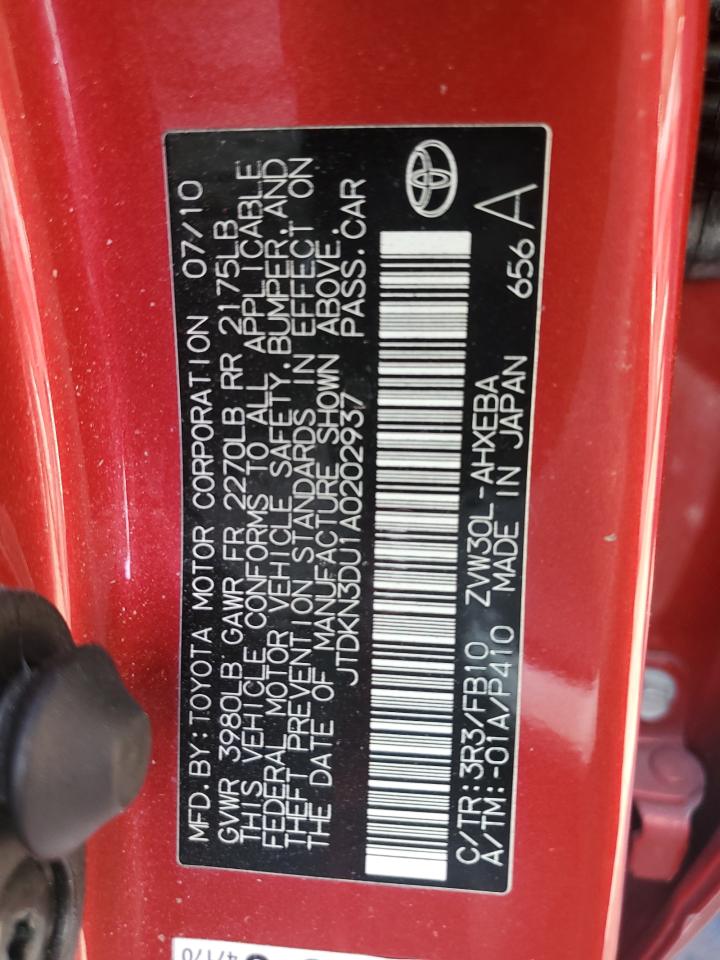 MFD. BY: TOYOTA MOTOR CORPORATION 07/10
GVWR 3980LB GAWR FR 2270LB RR 2175LB
THIS VEHICLE CONFORMS TO ALL APPLICABLE
FEDERAL MOTOR VEHICLE SAFETY, BUMPER, AND
THEFT PREVENTION STANDARDS IN EFFECT ON
THE DATE OF MANUFACTURE SHOWN ABOVE.
JTDKN3DU1A0202937 PASS. CAR
C/TR: 3R3/FB10 ZVW30L-AHXEBA 656 A
A/TM: -01A/P410 MADE IN JAPAN
47170